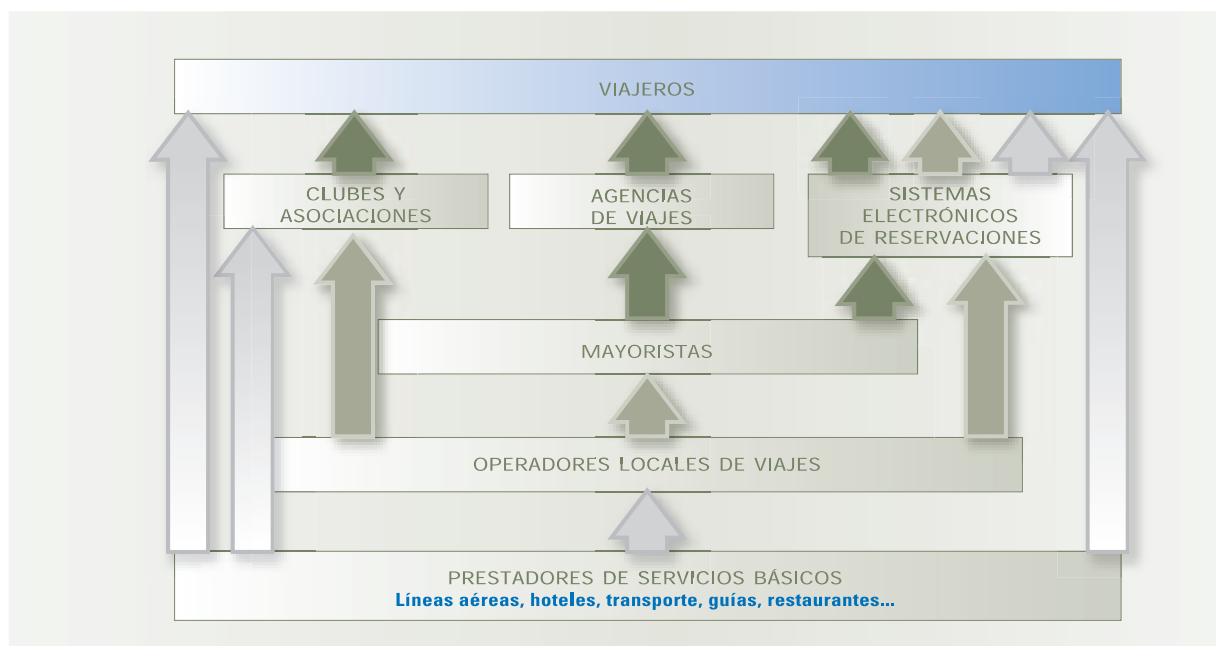 VIAJEROS
CLUBES Y
ASOCIACIONES
AGENCIAS
DE VIAJES
SISTEMAS
ELECTRÓNICOS
DE RESERVACIONES
MAYORISTAS
OPERADORES LOCALES DE VIAJES
PRESTADORES DE SERVICIOS BÁSICOS
Líneas aéreas, hoteles, transporte, guías, restaurantes...